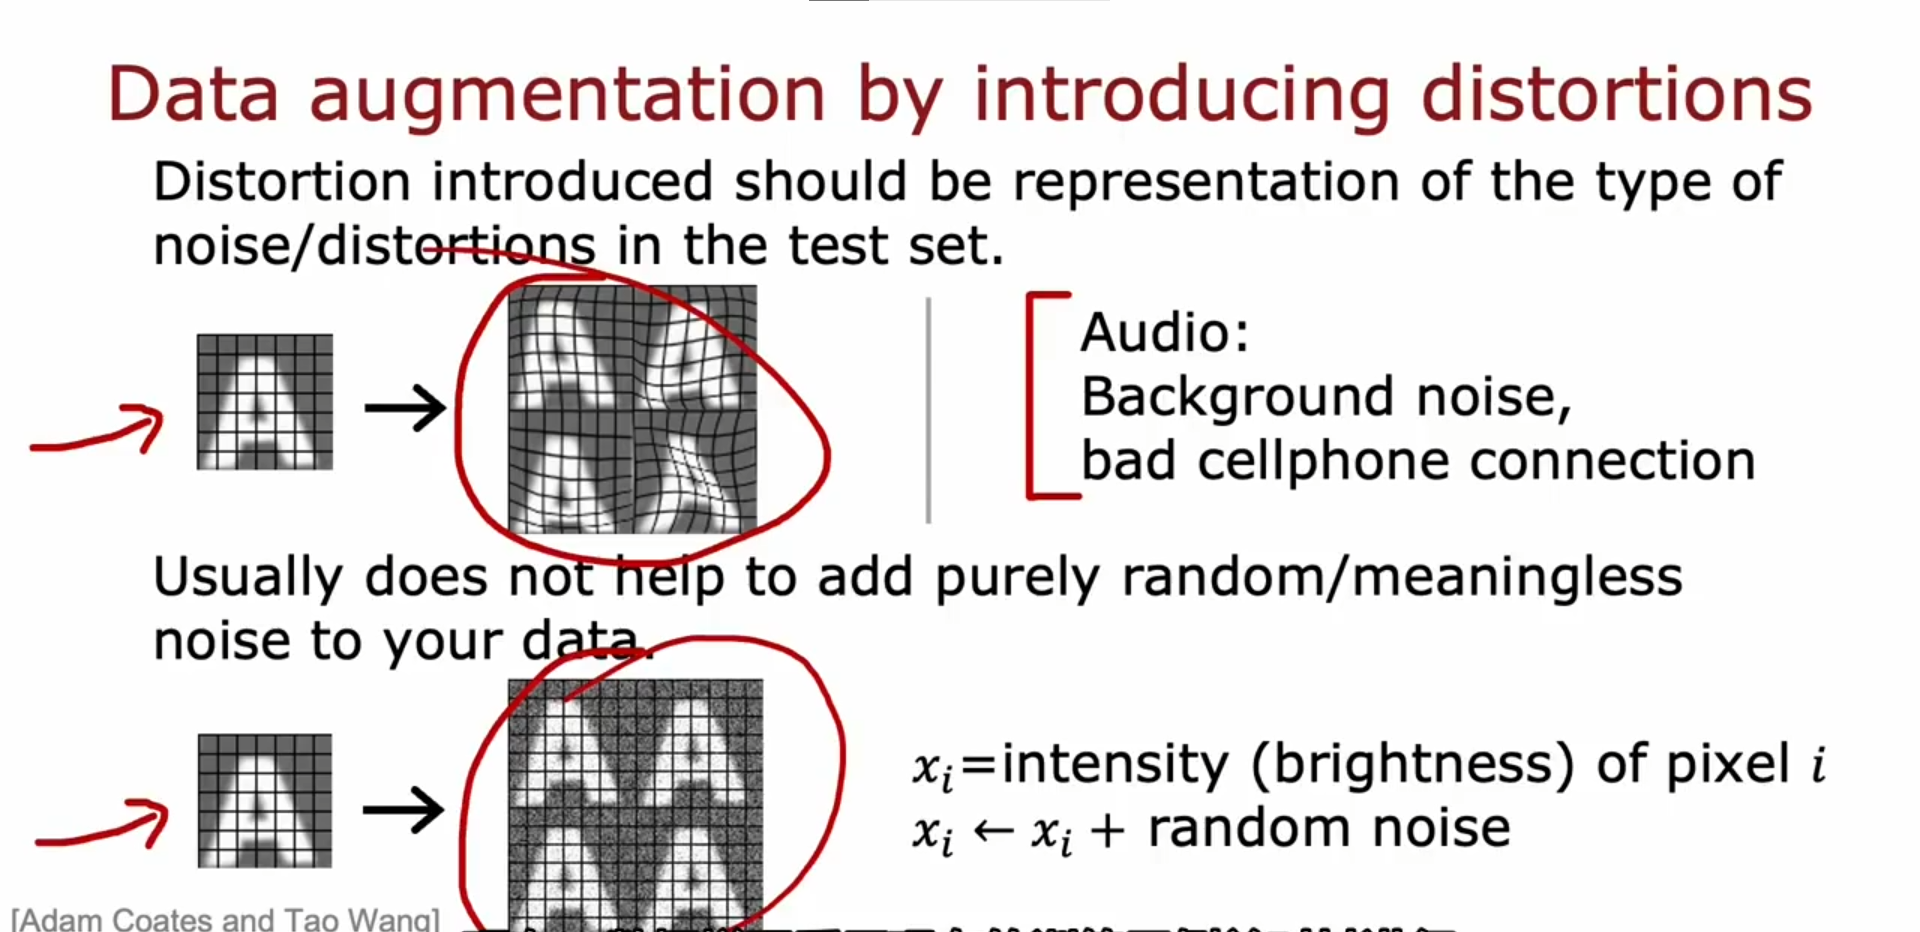 Data augmentation by introducing distortions
Distortion introduced should be representation of the type of
noise/distortions in the test set.
Audio:
Background noise,
bad cellphone connection
Usually does not help to add purely random/meaningless
noise to your data.
x_i=intensity (brightness) of pixel i
x_i ← x_i + random noise
[Adam Coates and Tao Wang]